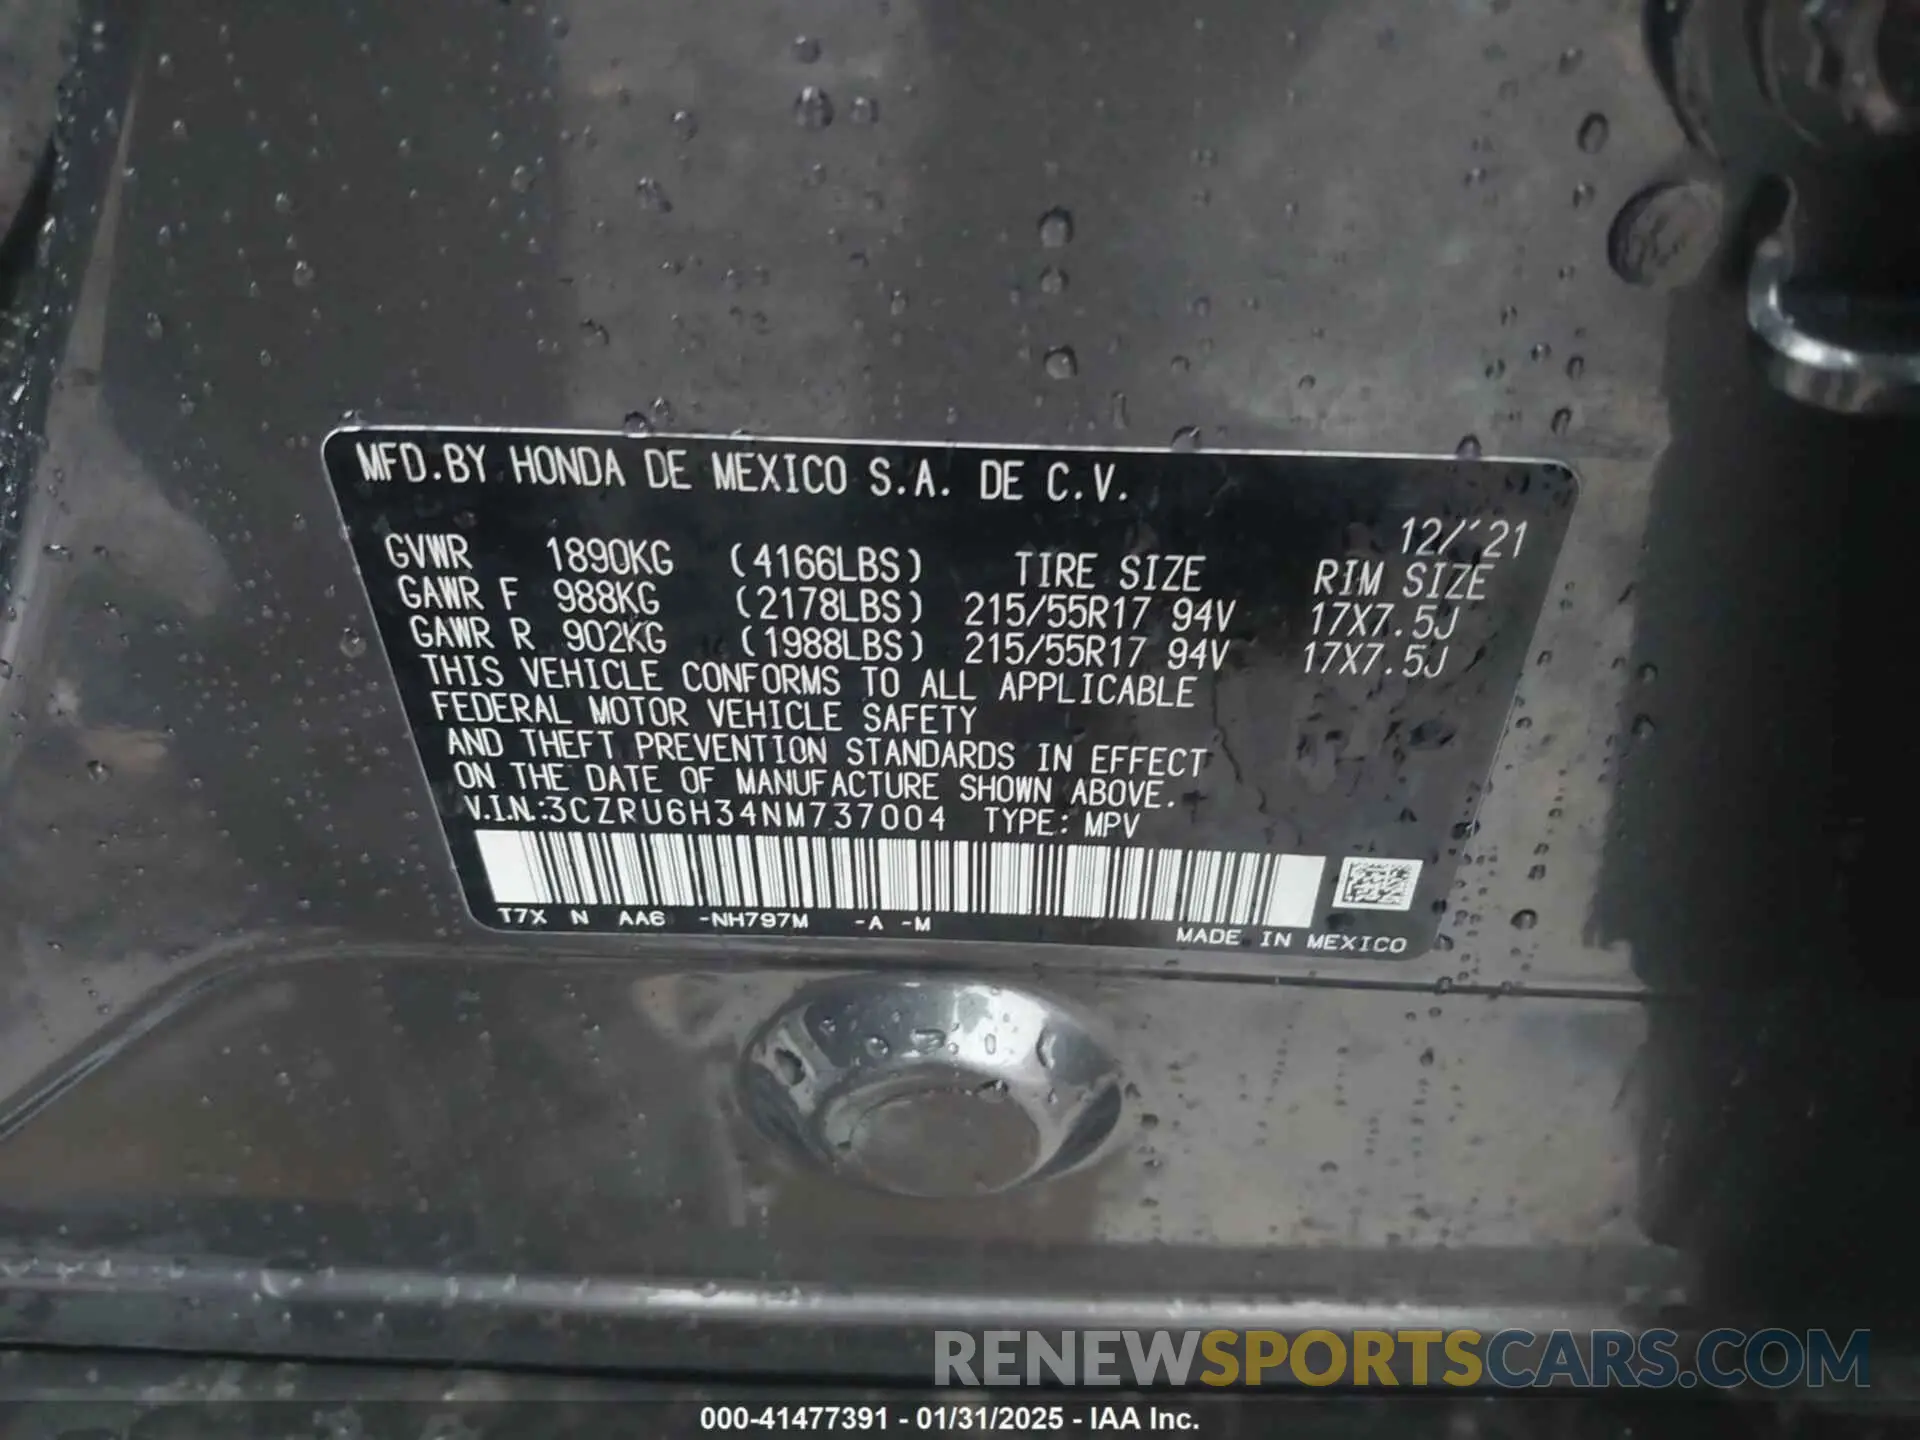 MFD.BY HONDA DE MEXICO S.A. DE C.V.
12/'21
GVWR 1890KG (4166LBS) TIRE SIZE RIM SIZE
GAWR F 988KG (2178LBS) 215/55R17 94V 17X7.5J
GAWR R 902KG (1988LBS) 215/55R17 94V 17X7.5J
THIS VEHICLE CONFORMS TO ALL APPLICABLE
FEDERAL MOTOR VEHICLE SAFETY
AND THEFT PREVENTION STANDARDS IN EFFECT
ON THE DATE OF MANUFACTURE SHOWN ABOVE.
V.I.N.:3CZRU6H34NM737004 TYPE: MPV
T7X N AA6 -NH797M -A -M
MADE IN MEXICO
RENEWSPORTSCARS.COM
000-41477391 - 01/31/2025 - IAA Inc.